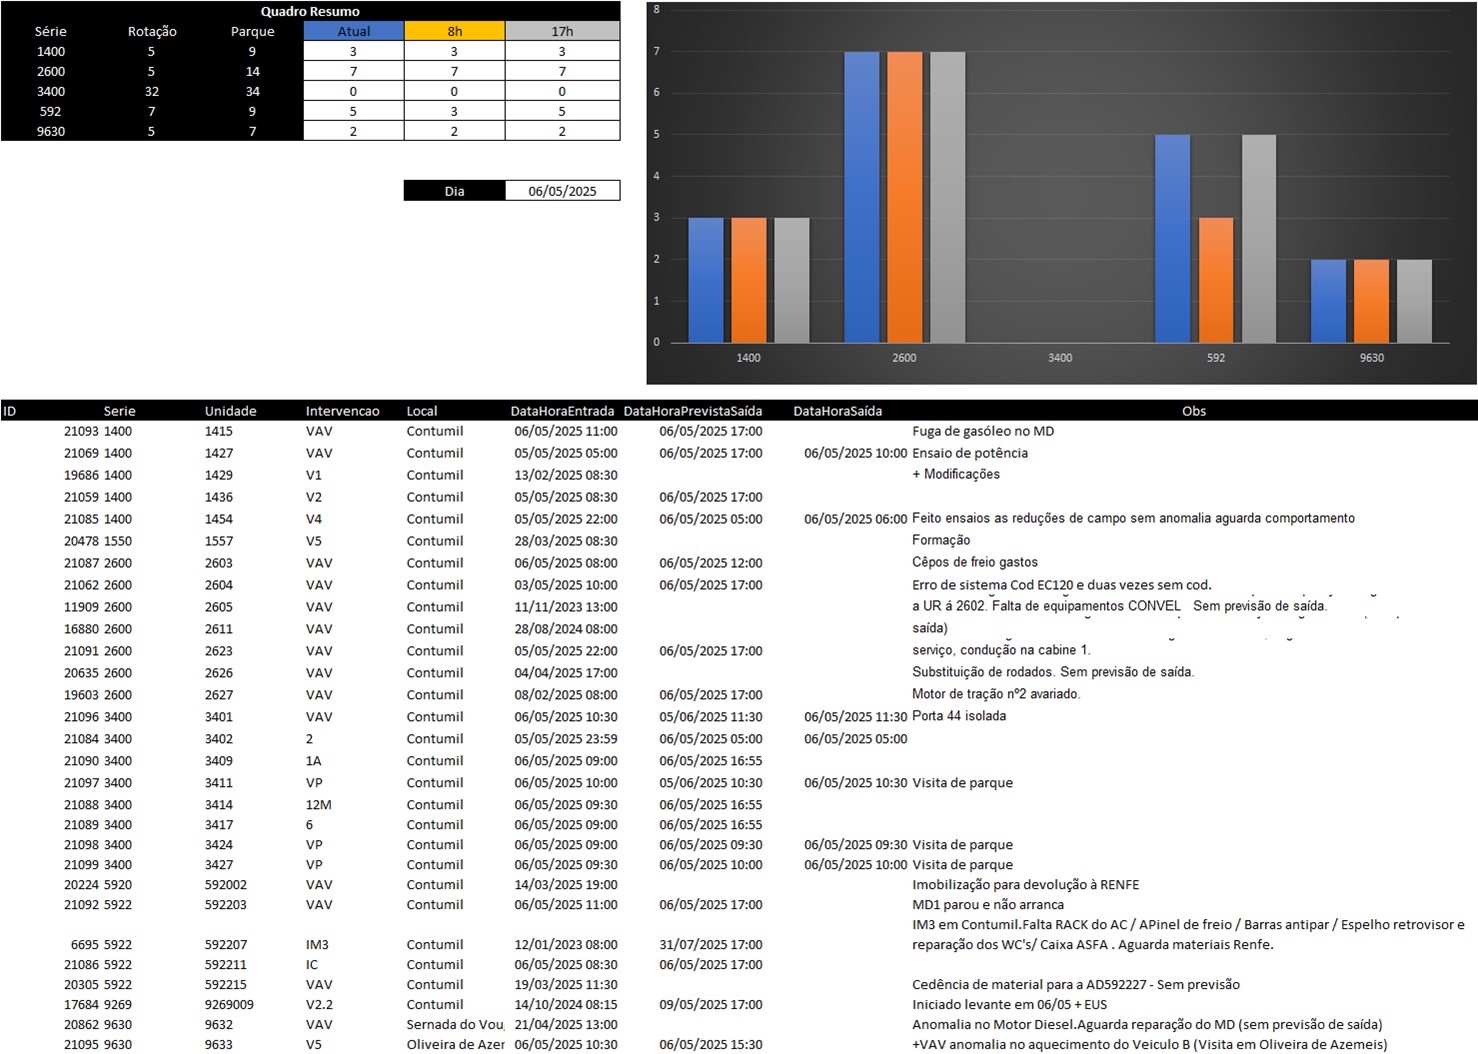 Quadro Resumo
Série Rotação Parque Atual 8h 17h
1400 5 9 3 3 3
2600 5 14 7 7 7
3400 32 34 0 0 0
592 7 9 5 3 5
9630 5 7 2 2 2
Dia 06/05/2025
8
7
6
5
4
3
2
1
0
1400 2600 3400 592 9630
ID Serie Unidade Intervencao Local DataHoraEntrada DataHoraPrevistaSaída DataHoraSaída Obs
21093 1400 1415 VAV Contumil 06/05/2025 11:00 06/05/2025 17:00 Fuga de gasóleo no MD
21069 1400 1427 VAV Contumil 05/05/2025 05:00 06/05/2025 17:00 06/05/2025 10:00 Ensaio de potência
19686 1400 1429 V1 Contumil 13/02/2025 08:30 + Modificações
21059 1400 1436 V2 Contumil 05/05/2025 08:30 06/05/2025 17:00
21085 1400 1454 V4 Contumil 05/05/2025 22:00 06/05/2025 05:00 06/05/2025 06:00 Feito ensaios as reduções de campo sem anomalia aguarda comportamento
20478 1550 1557 V5 Contumil 28/03/2025 08:30 Formação
21087 2600 2603 VAV Contumil 06/05/2025 08:00 06/05/2025 12:00 Cêpos de freio gastos
21062 2600 2604 VAV Contumil 03/05/2025 10:00 06/05/2025 17:00 Erro de sistema Cod EC120 e duas vezes sem cod.
11909 2600 2605 VAV Contumil 11/11/2023 13:00 a UR á 2602. Falta de equipamentos CONVEL Sem previsão de saída.
16880 2600 2611 VAV Contumil 28/08/2024 08:00 saída)
21091 2600 2623 VAV Contumil 05/05/2025 22:00 06/05/2025 17:00 serviço, condução na cabine 1.
20635 2600 2626 VAV Contumil 04/04/2025 17:00 Substituição de rodados. Sem previsão de saída.
19603 2600 2627 VAV Contumil 08/02/2025 08:00 06/05/2025 17:00 Motor de tração nº2 avariado.
21096 3400 3401 VAV Contumil 06/05/2025 10:30 05/06/2025 11:30 06/05/2025 11:30 Porta 44 isolada
21084 3400 3402 2 Contumil 05/05/2025 23:59 06/05/2025 05:00 06/05/2025 05:00
21090 3400 3409 1A Contumil 06/05/2025 09:00 06/05/2025 16:55
21097 3400 3411 VP Contumil 06/05/2025 10:00 05/06/2025 10:30 06/05/2025 10:30 Visita de parque
21088 3400 3414 12M Contumil 06/05/2025 09:30 06/05/2025 16:55
21089 3400 3417 6 Contumil 06/05/2025 09:00 06/05/2025 16:55
21098 3400 3424 VP Contumil 06/05/2025 09:00 06/05/2025 09:30 06/05/2025 09:30 Visita de parque
21099 3400 3427 VP Contumil 06/05/2025 09:30 06/05/2025 10:00 06/05/2025 10:00 Visita de parque
20224 5920 592002 VAV Contumil 14/03/2025 19:00 Imobilização para devolução à RENFE
21092 5922 592203 VAV Contumil 06/05/2025 11:00 06/05/2025 17:00 MD1 parou e não arranca
IM3 em Contumil.Falta RACK do AC / APinel de freio / Barras antipar / Espelho retrovisor e
6695 5922 592207 IM3 Contumil 12/01/2023 08:00 31/07/2025 17:00 reparação dos WC's/ Caixa ASFA . Aguarda materiais Renfe.
21086 5922 592211 IC Contumil 06/05/2025 08:30 06/05/2025 17:00
20305 5922 592215 VAV Contumil 19/03/2025 11:30 Cedência de material para a AD592227 - Sem previsão
17684 9269 9269009 V2.2 Contumil 14/10/2024 08:15 09/05/2025 17:00 Iniciado levante em 06/05 + EUS
20862 9630 9632 VAV Sernada do Vou 21/04/2025 13:00 Anomalia no Motor Diesel.Aguarda reparação do MD (sem previsão de saída)
21095 9630 9633 V5 Oliveira de Azer 06/05/2025 10:30 06/05/2025 15:30 +VAV anomalia no aquecimento do Veiculo B (Visita em Oliveira de Azemeis)